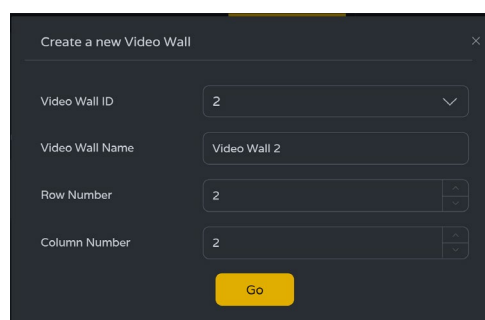 Create a new Video Wall
Video Wall ID
2
Video Wall Name
Video Wall 2
Row Number
2
Column Number
2
Go